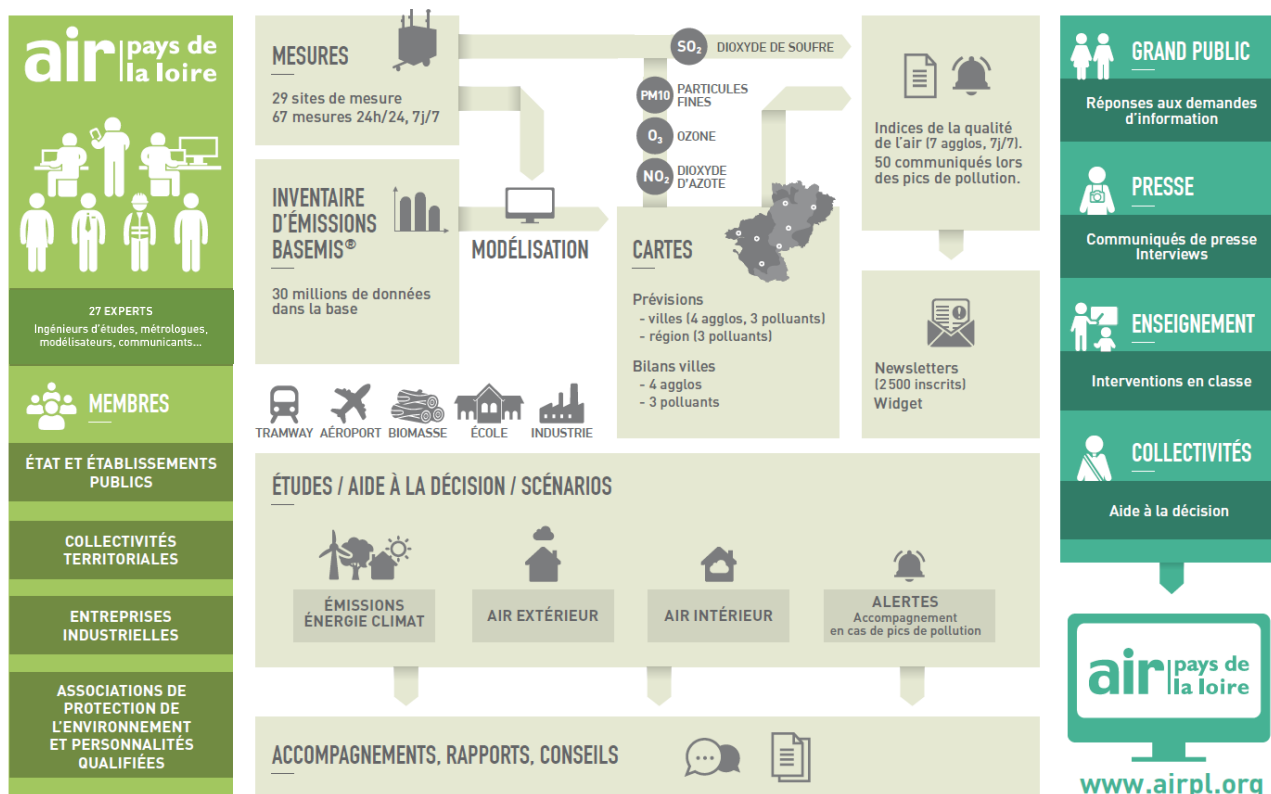 air pays de
la loire
27 EXPERTS
Ingénieurs d'études, métrologues,
modélisateurs, communicants...
MEMBRES
ÉTAT ET ÉTABLISSEMENTS
PUBLICS
COLLECTIVITÉS
TERRITORIALES
ENTREPRISES
INDUSTRIELLES
ASSOCIATIONS DE
PROTECTION DE
L'ENVIRONNEMENT
ET PERSONNALITÉS
QUALIFIÉES
MESURES
29 sites de mesure
67 mesures 24h/24, 7j/7
INVENTAIRE
D'ÉMISSIONS
BASEMIS®
30 millions de données
dans la base
MODÉLISATION
SO₂ DIOXYDE DE SOUFRE
PM10 PARTICULES
FINES
O₃ OZONE
NO₂ DIOXYDE
D'AZOTE
CARTES
Prévisions
- villes (4 agglos, 3 polluants)
- région (3 polluants)
Bilans villes
- 4 agglos
- 3 polluants
Indices de la qualité
de l'air (7 agglos, 7j/7).
50 communiqués lors
des pics de pollution.
Newsletters
(2 500 inscrits)
Widget
TRAMWAY AÉROPORT BIOMASSE ÉCOLE INDUSTRIE
ÉTUDES / AIDE À LA DÉCISION / SCÉNARIOS
ÉMISSIONS
ÉNERGIE CLIMAT
AIR EXTÉRIEUR
AIR INTÉRIEUR
ALERTES
Accompagnement
en cas de pics de pollution
ACCOMPAGNEMENTS, RAPPORTS, CONSEILS
GRAND PUBLIC
Réponses aux demandes
d'information
PRESSE
Communiqués de presse
Interviews
ENSEIGNEMENT
Interventions en classe
COLLECTIVITÉS
Aide à la décision
air pays de
la loire
www.airpl.org